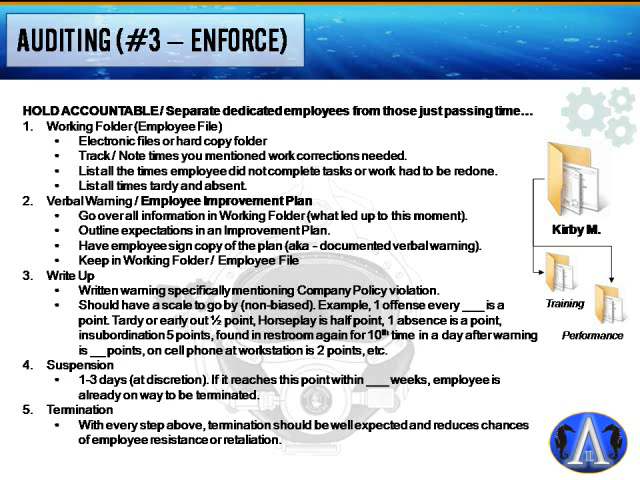 AUDITING (#3 – ENFORCE)
HOLD ACCOUNTABLE / Separate dedicated employees from those just passing time…
1. Working Folder (Employee File)
• Electronic files or hard copy folder
• Track / Note times you mentioned work corrections needed.
• List all the times employee did not complete tasks or work had to be redone.
• List all times tardy and absent.
2. Verbal Warning / Employee Improvement Plan
• Go over all information in Working Folder (what led up to this moment).
• Outline expectations in an Improvement Plan.
• Have employee sign copy of the plan (aka - documented verbal warning).
• Keep in Working Folder / Employee File
3. Write Up
• Written warning specifically mentioning Company Policy violation.
• Should have a scale to go by (non-biased). Example, 1 offense every ___ is a
point. Tardy or early out ½ point, Horseplay is half point, 1 absence is a point,
insubordination 5 points, found in restroom again for 10th time in a day after warning
is __ points, on cell phone at workstation is 2 points, etc.
4. Suspension
• 1-3 days (at discretion). If it reaches this point within ___ weeks, employee is
already on way to be terminated.
5. Termination
• With every step above, termination should be well expected and reduces chances
of employee resistance or retaliation.
Kirby M.
Training
Performance
A II